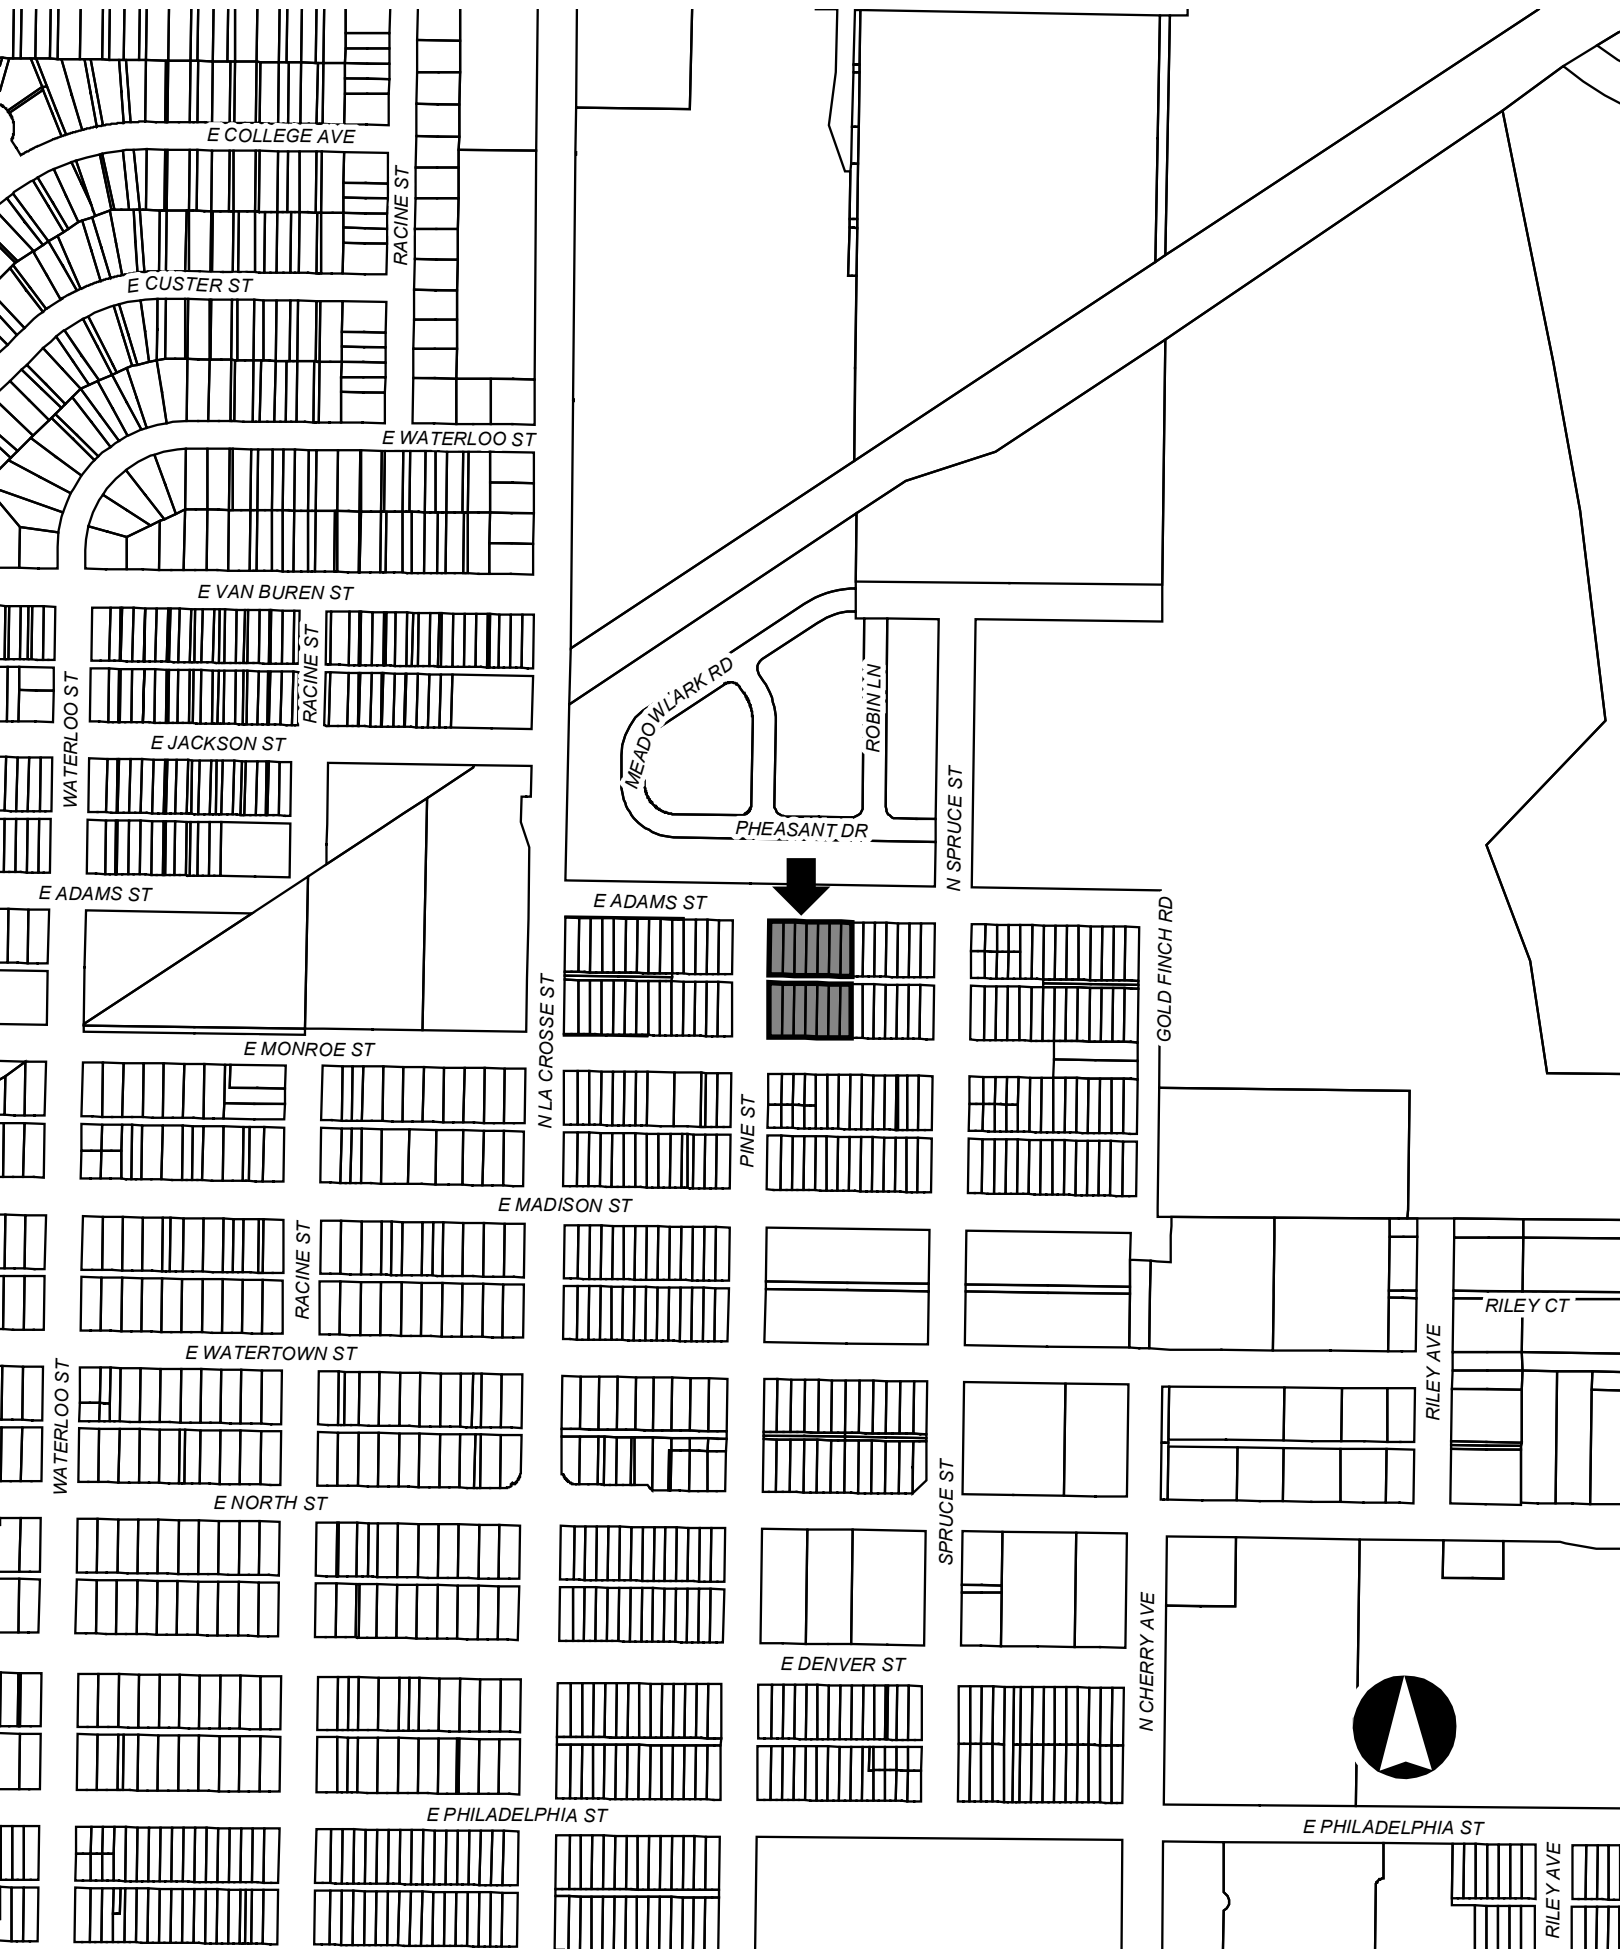 E COLLEGE AVE
RACINE ST
E CUSTER ST
E WATERLOO ST
E VAN BUREN ST
RACINE ST
MEADOWLARK RD
ROBIN LN
WATERLOO ST
E JACKSON ST
N SPRUCE ST
PHEASANT DR
E ADAMS ST
E ADAMS ST
GOLD FINCH RD
N LA CROSSE ST
E MONROE ST
PINE ST
E MADISON ST
RACINE ST
RILEY CT
E WATERTOWN ST
RILEY AVE
WATERLOO ST
SPRUCE ST
E NORTH ST
N CHERRY AVE
E DENVER ST
E PHILADELPHIA ST
E PHILADELPHIA ST
RILEY AVE